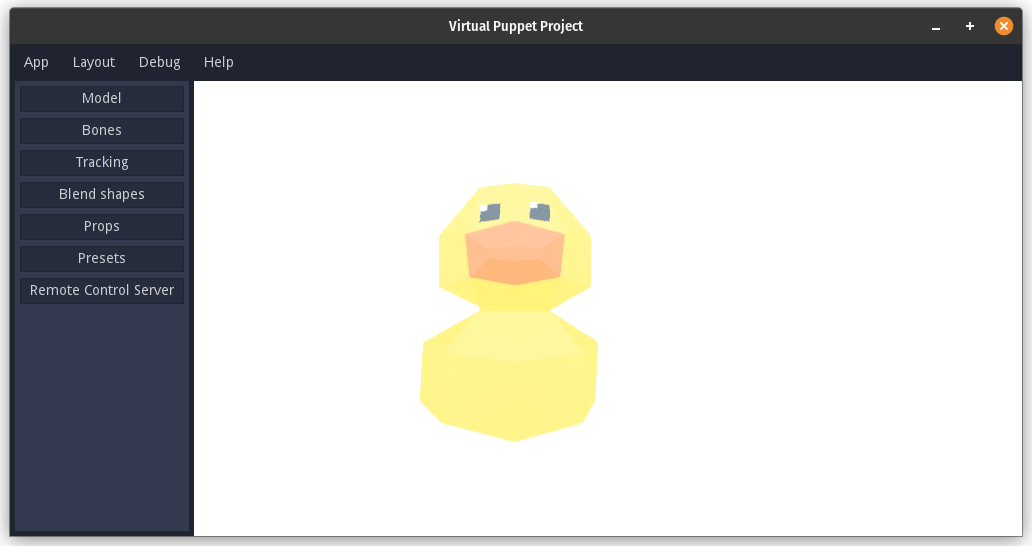 Virtual Puppet Project
App Layout Debug Help
Model
Bones
Tracking
Blend shapes
Props
Presets
Remote Control Server